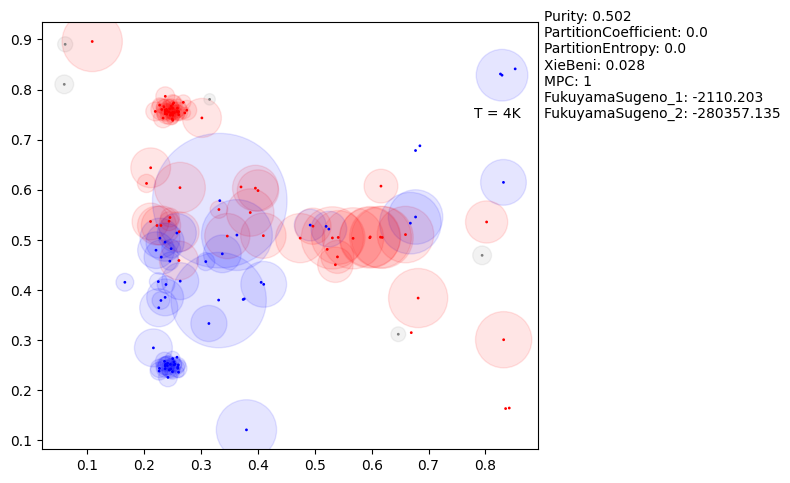 Purity: 0.502
PartitionCoefficient: 0.0
PartitionEntropy: 0.0
XieBeni: 0.028
MPC: 1
FukuyamaSugeno_1: -2110.203
FukuyamaSugeno_2: -280357.135
T = 4K
0.9
0.8
0.7
0.6
0.5
0.4
0.3
0.2
0.1
0.1 0.2 0.3 0.4 0.5 0.6 0.7 0.8